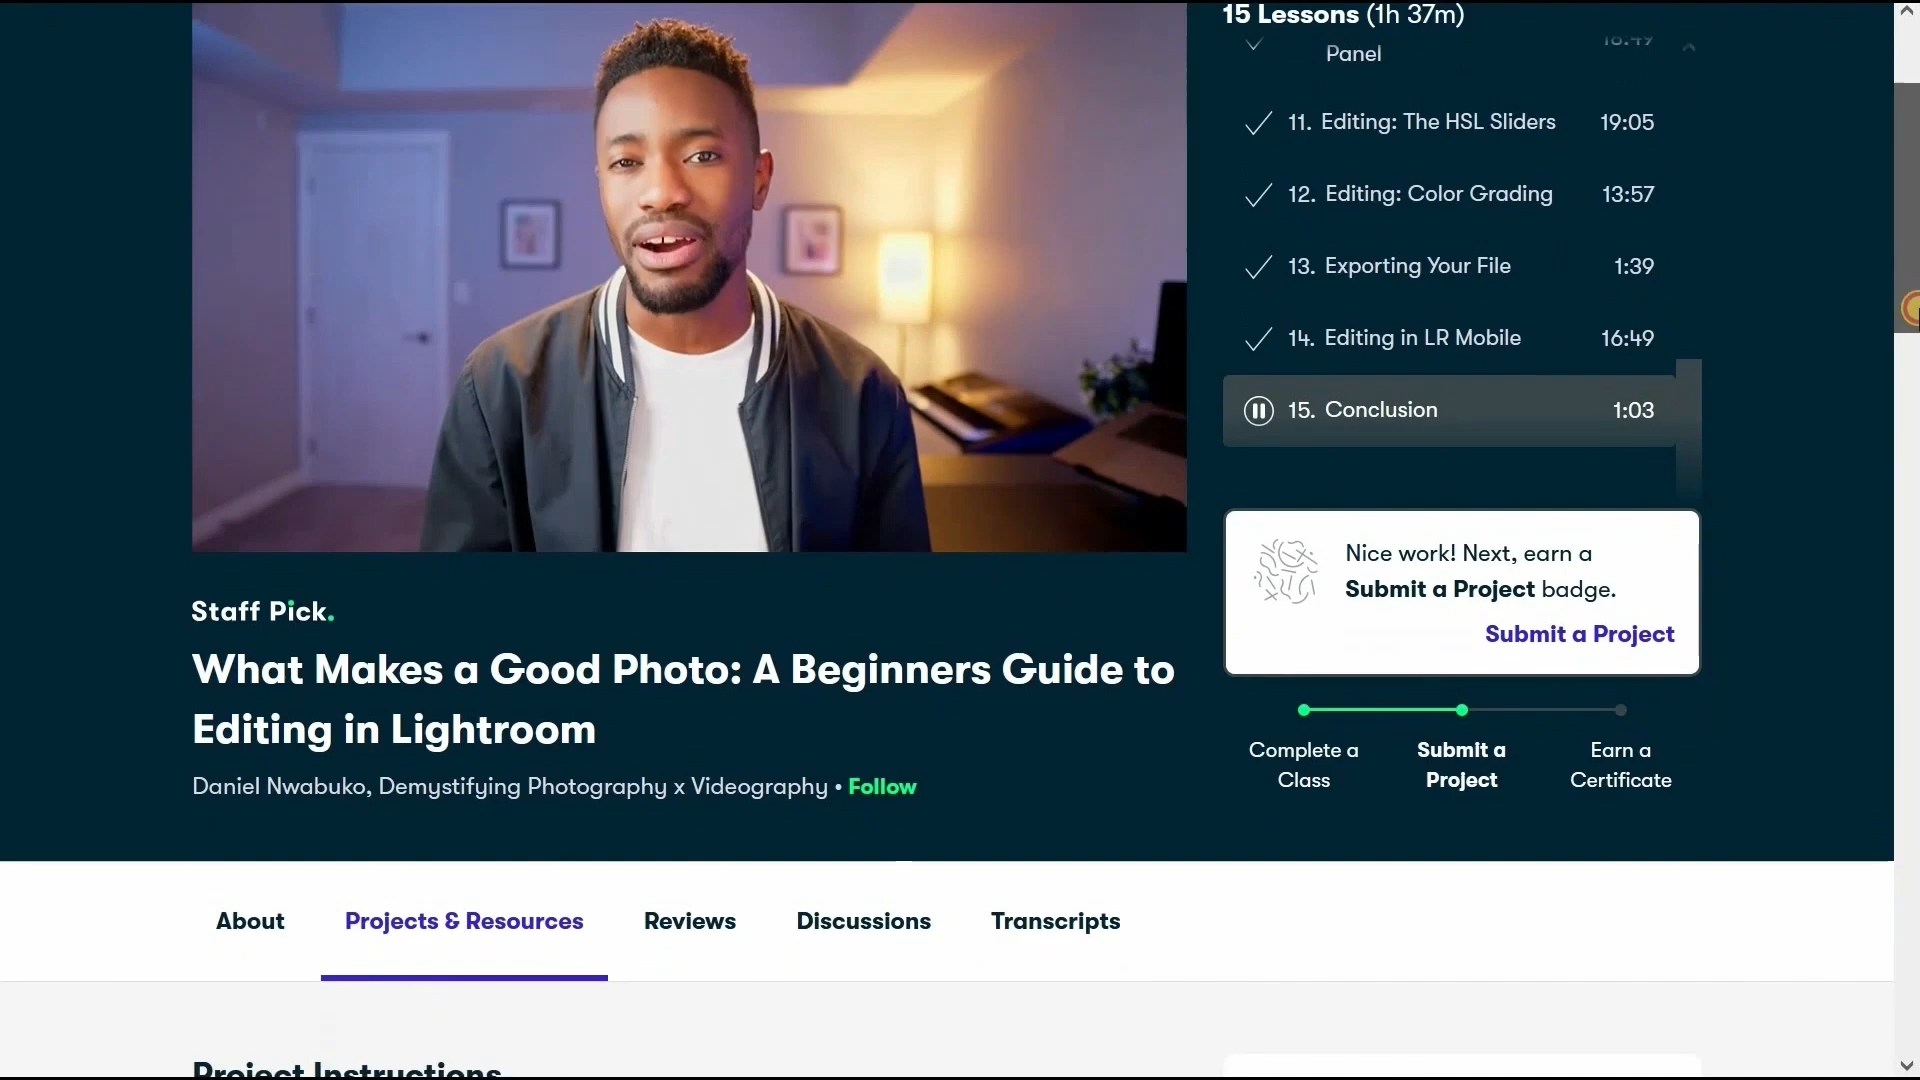 15 Lessons (1h 37m)
Panel
11. Editing: The HSL Sliders 19:05
12. Editing: Color Grading 13:57
13. Exporting Your File 1:39
14. Editing in LR Mobile 16:49
15. Conclusion 1:03
Nice work! Next, earn a
Submit a Project badge.
Submit a Project
Complete a
Class
Submit a
Project
Earn a
Certificate
Staff Pick.
What Makes a Good Photo: A Beginners Guide to
Editing in Lightroom
Daniel Nwabuko, Demystifying Photography x Videography • Follow
About Projects & Resources Reviews Discussions Transcripts
Project Instructions